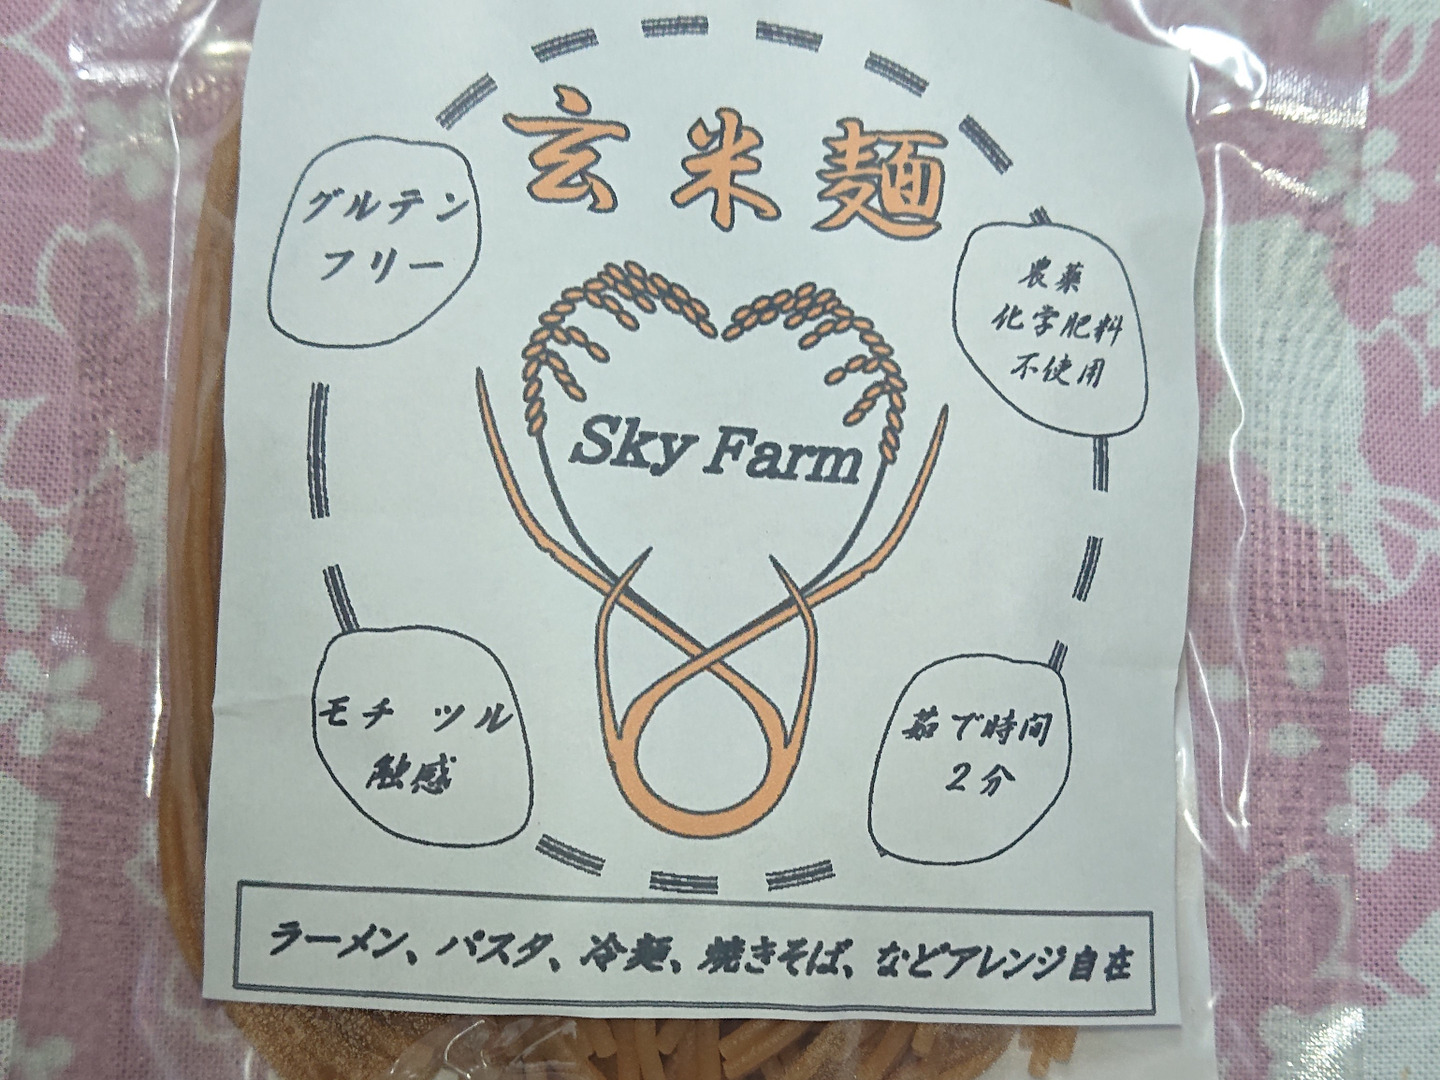 玄米麺
グルテン
フリー
農薬
化学肥料
不使用
Sky Farm
モチ ツル
触感
茹で時間
2分
ラーメン、パスタ、冷麺、焼きそば、などアレンジ自在